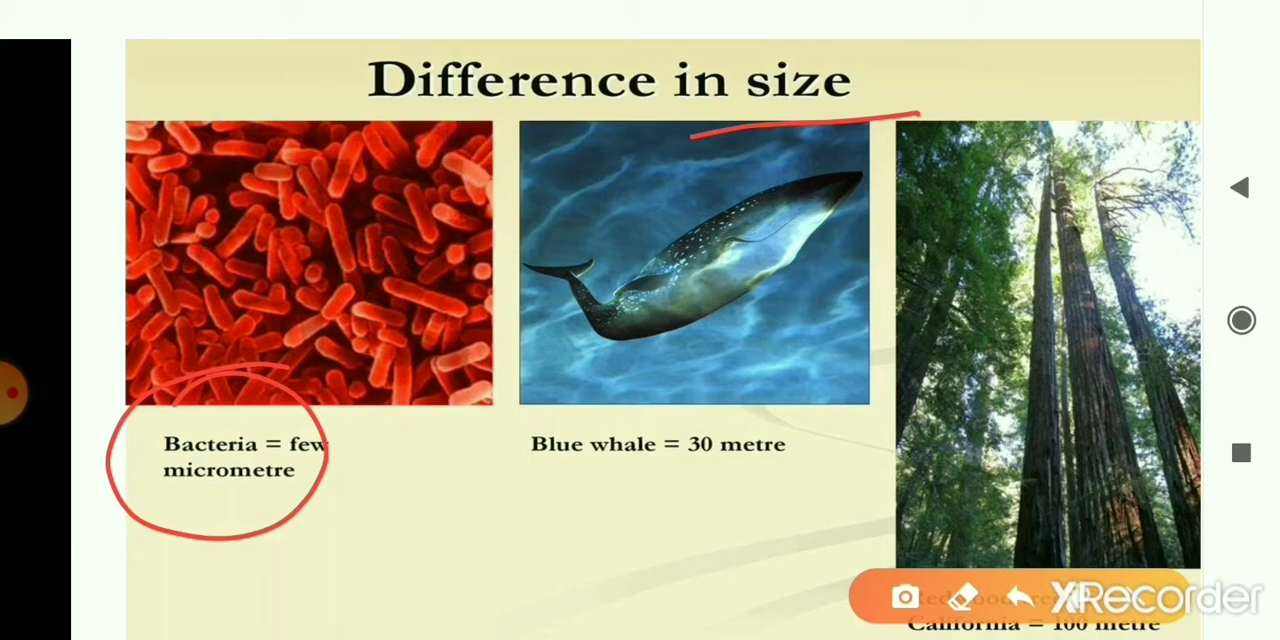 Difference in size
Bacteria = few
micrometre
Blue whale = 30 metre
California = 100 metre
XRecorder